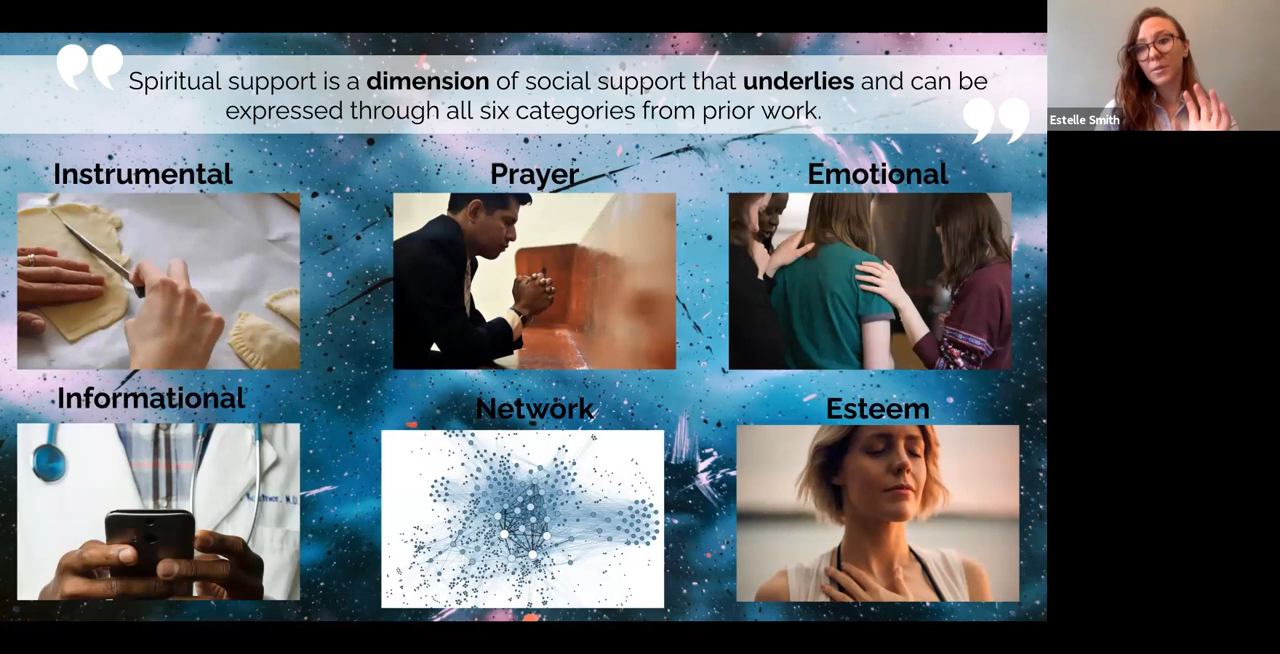 Spiritual support is a dimension of social support that underlies and can be
expressed through all six categories from prior work.
Estelle Smith
Instrumental
Prayer
Emotional
Informational
Network
Esteem